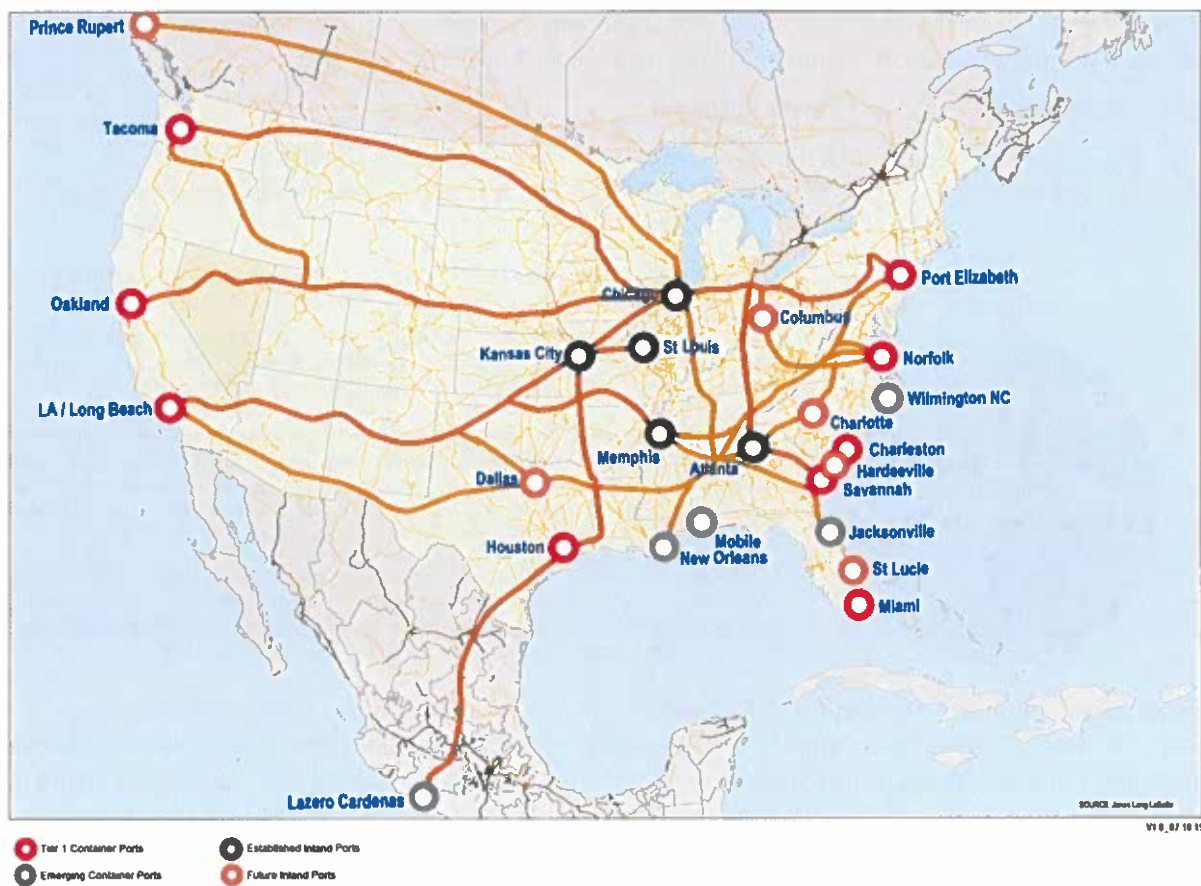 Prince Rupert
Tacoma
Oakland
LA / Long Beach
Chicago
Kansas City
St Louis
Columbus
Port Elizabeth
Norfolk
Wilmington NC
Charlotte
Memphis
Atlanta
Charleston
Hardeeville
Savannah
Dallas
Houston
Mobile
New Orleans
Jacksonville
St Lucie
Miami
Lazero Cardenas
SOURCE: Jones Lang LaSalle
Tier 1 Container Ports
Established Inland Ports
Emerging Container Ports
Future Inland Ports